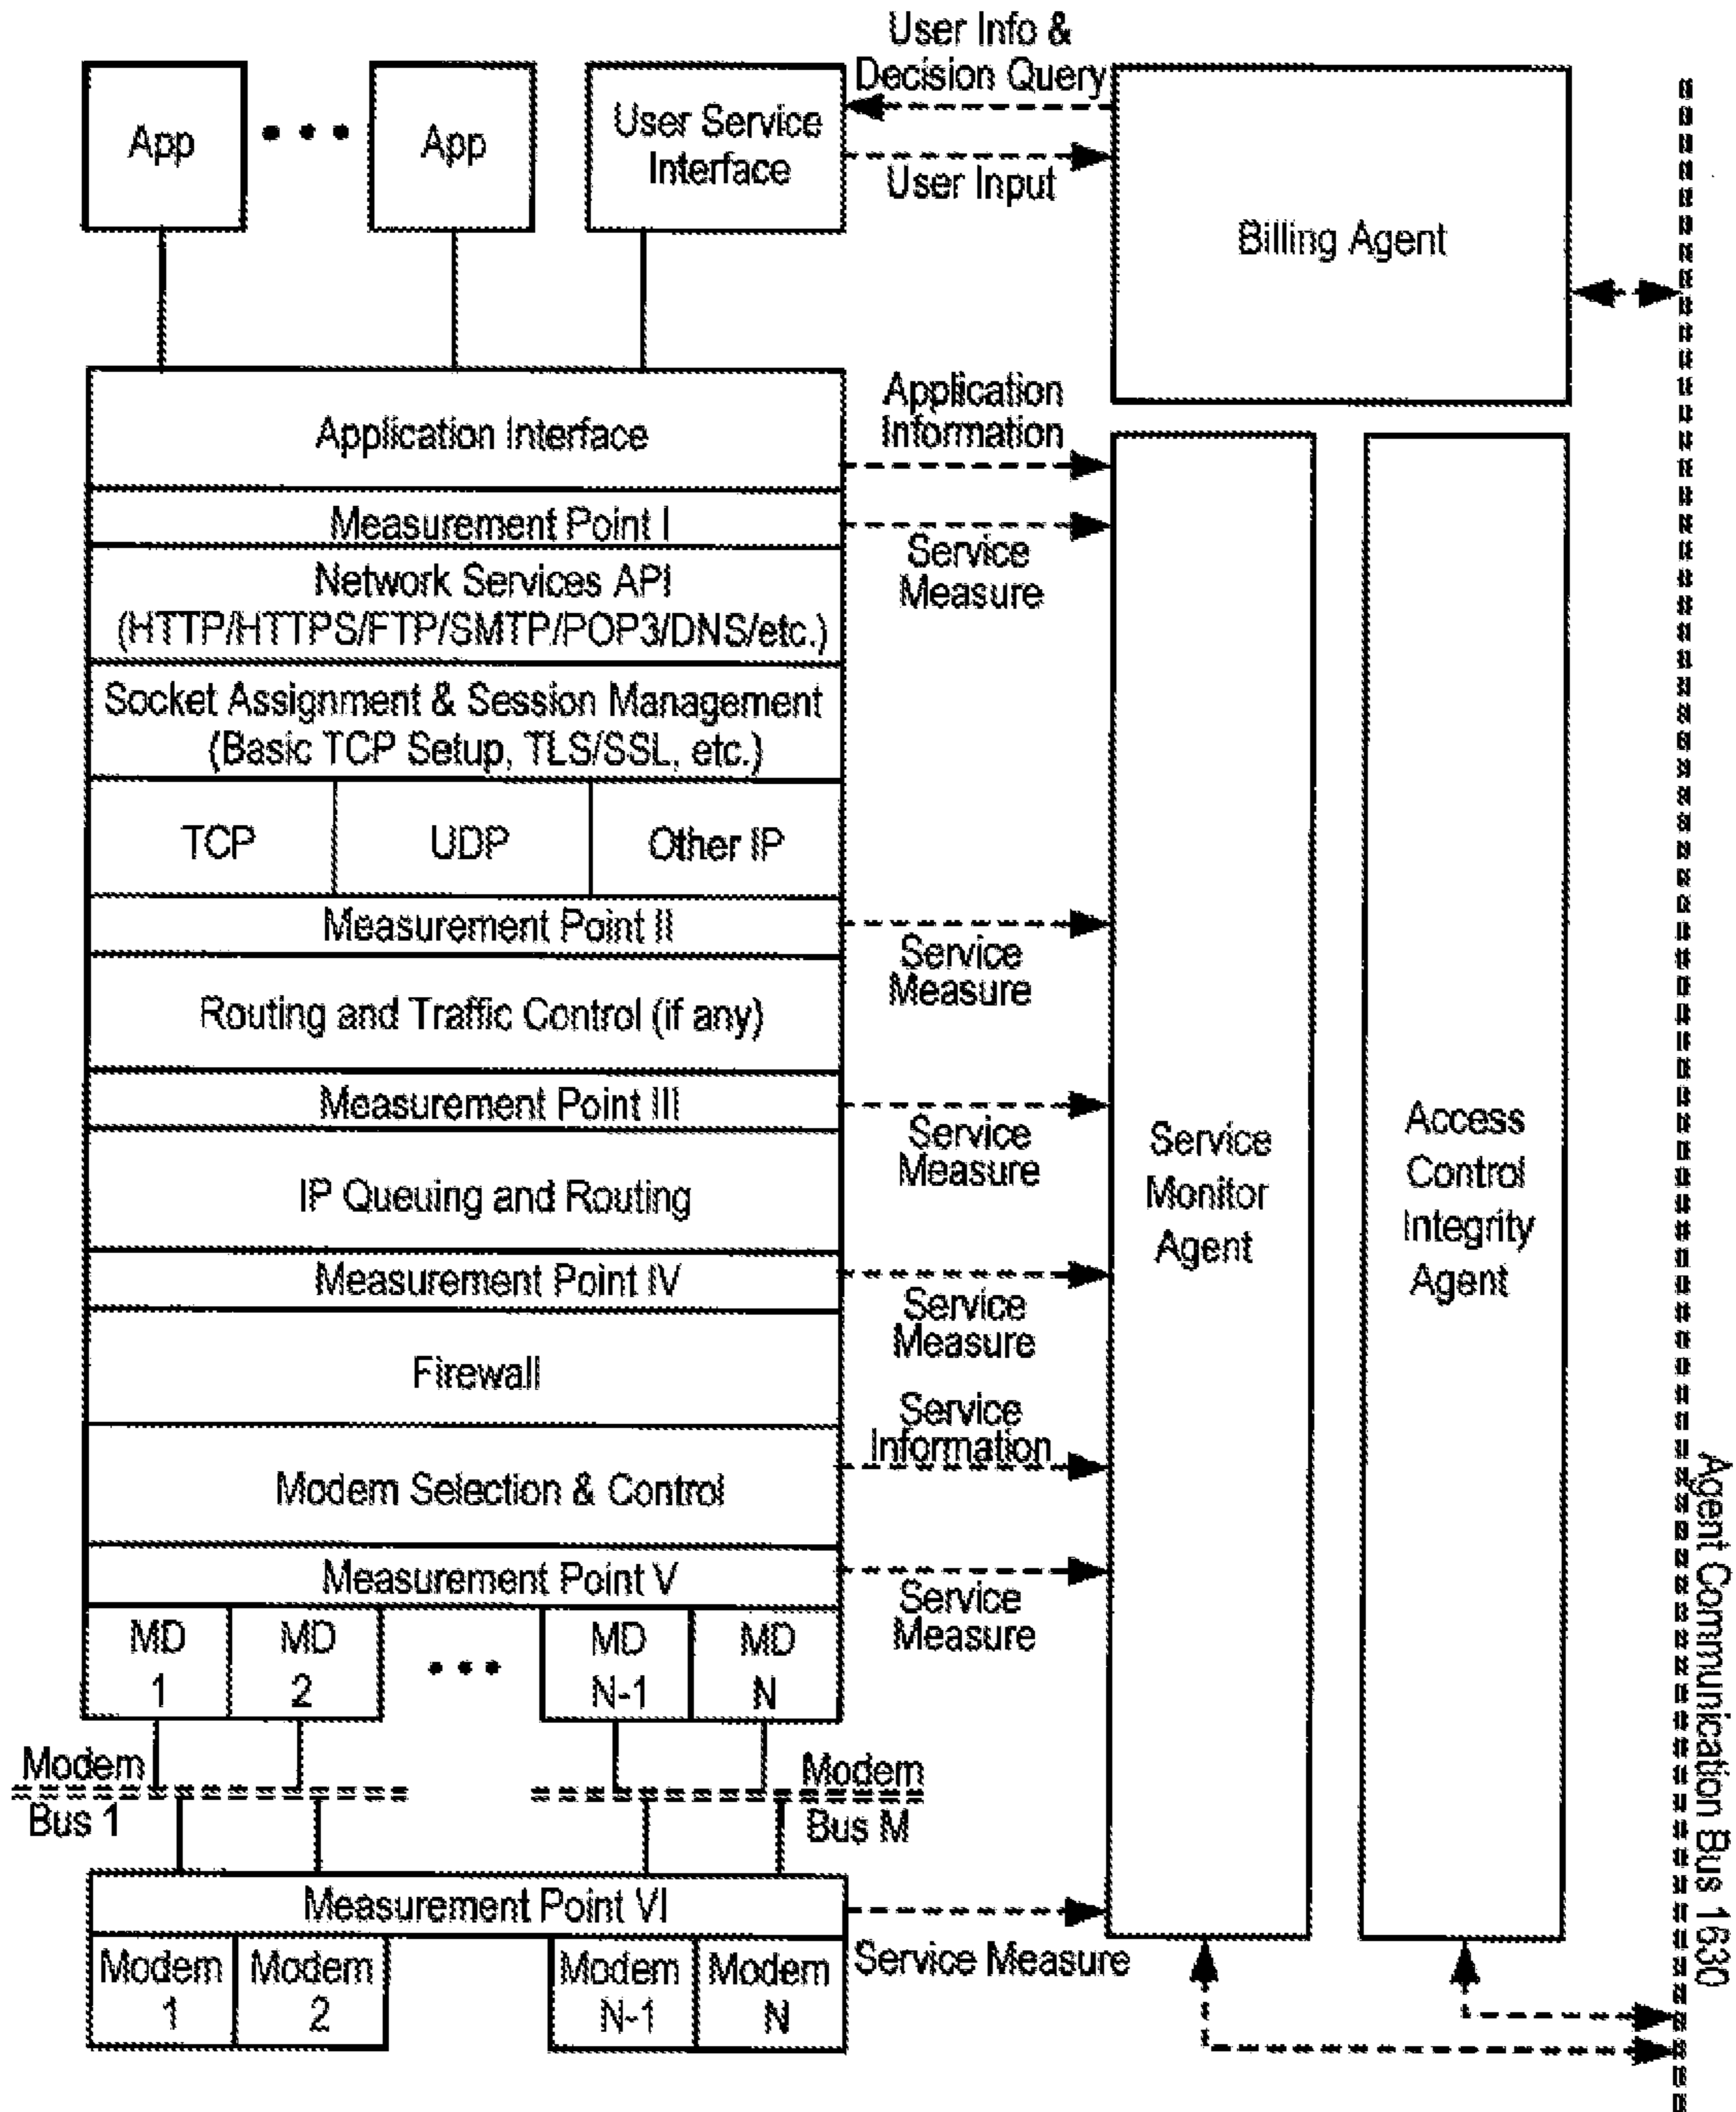 User Info &
Decision Query
App
App
User Service
Interface
User Input
Billing Agent
Application Interface
Application
Information
Measurement Point I
Service
Measure
Network Services API
(HTTP/HTTPS/FTP/SMTP/POP3/DNS/etc.)
Socket Assignment & Session Management
(Basic TCP Setup, TLS/SSL, etc.)
TCP
UDP
Other IP
Measurement Point II
Service
Measure
Routing and Traffic Control (if any)
Measurement Point III
Service
Measure
IP Queuing and Routing
Measurement Point IV
Service
Measure
Firewall
Service
Information
Modem Selection & Control
Measurement Point V
Service
Measure
MD
1
MD
2
MD
N-1
MD
N
Modem
Bus 1
Modem
Bus M
Measurement Point VI
Service Measure
Modem
1
Modem
2
Modem
N-1
Modem
N
Service
Monitor
Agent
Access
Control
Integrity
Agent
Agent Communication Bus 1630